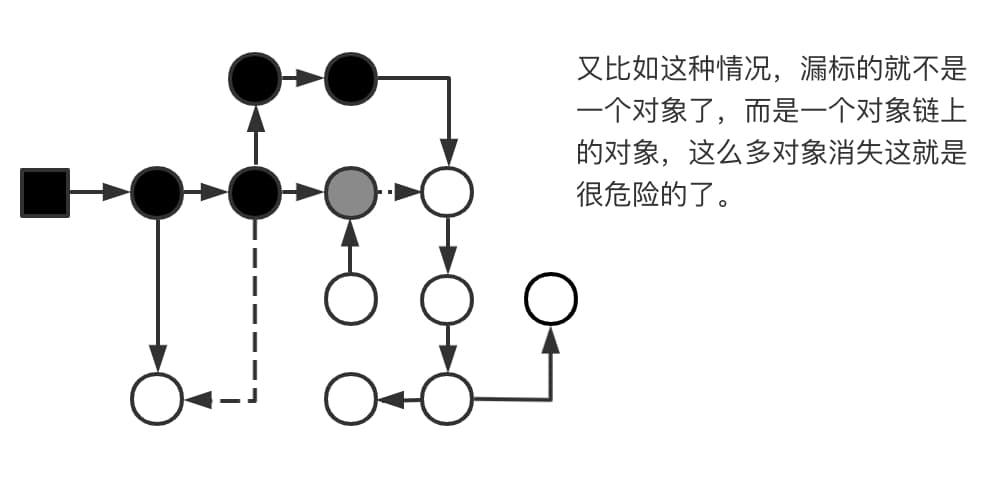 又比如这种情况，漏标的就不是
一个对象了，而是一个对象链上
的对象，这么多对象消失这就是
很危险的了。